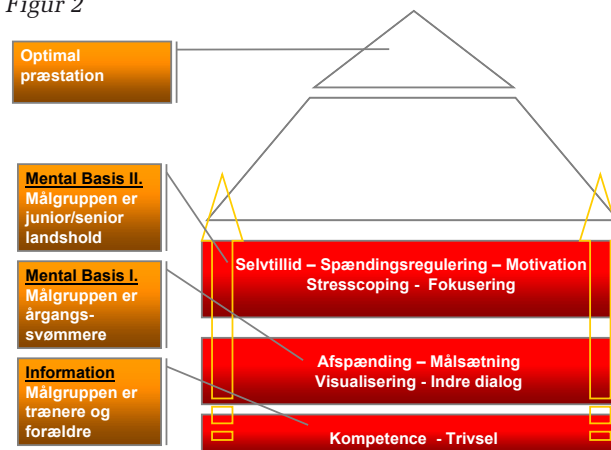 Figur 2
Optimal
præstation
Mental Basis II.
Målgruppen er
junior/senior
landshold
Selvtillid – Spændingsregulering – Motivation
Stresscoping - Fokusering
Mental Basis I.
Målgruppen er
årgangs-
svømmere
Afspænding – Målsætning
Visualisering - Indre dialog
Information
Målgruppen er
trænere og
forældre
Kompetence - Trivsel